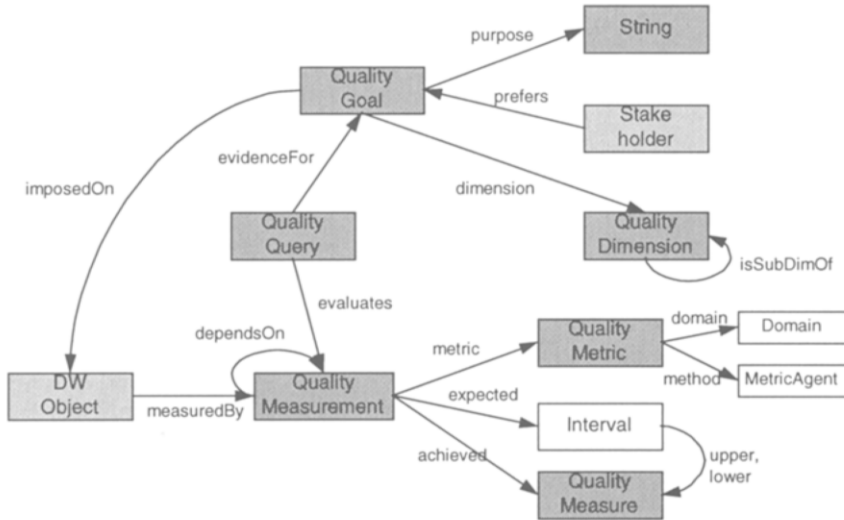 String
purpose
Quality
Goal
prefers
Stake
holder
evidenceFor
imposedOn
dimension
Quality
Query
Quality
Dimension
isSubDimOf
evaluates
dependsOn
Quality
Metric
domain
Domain
metric
DW
Object
measuredBy
Quality
Measurement
method
MetricAgent
expected
Interval
achieved
upper,
lower
Quality
Measure